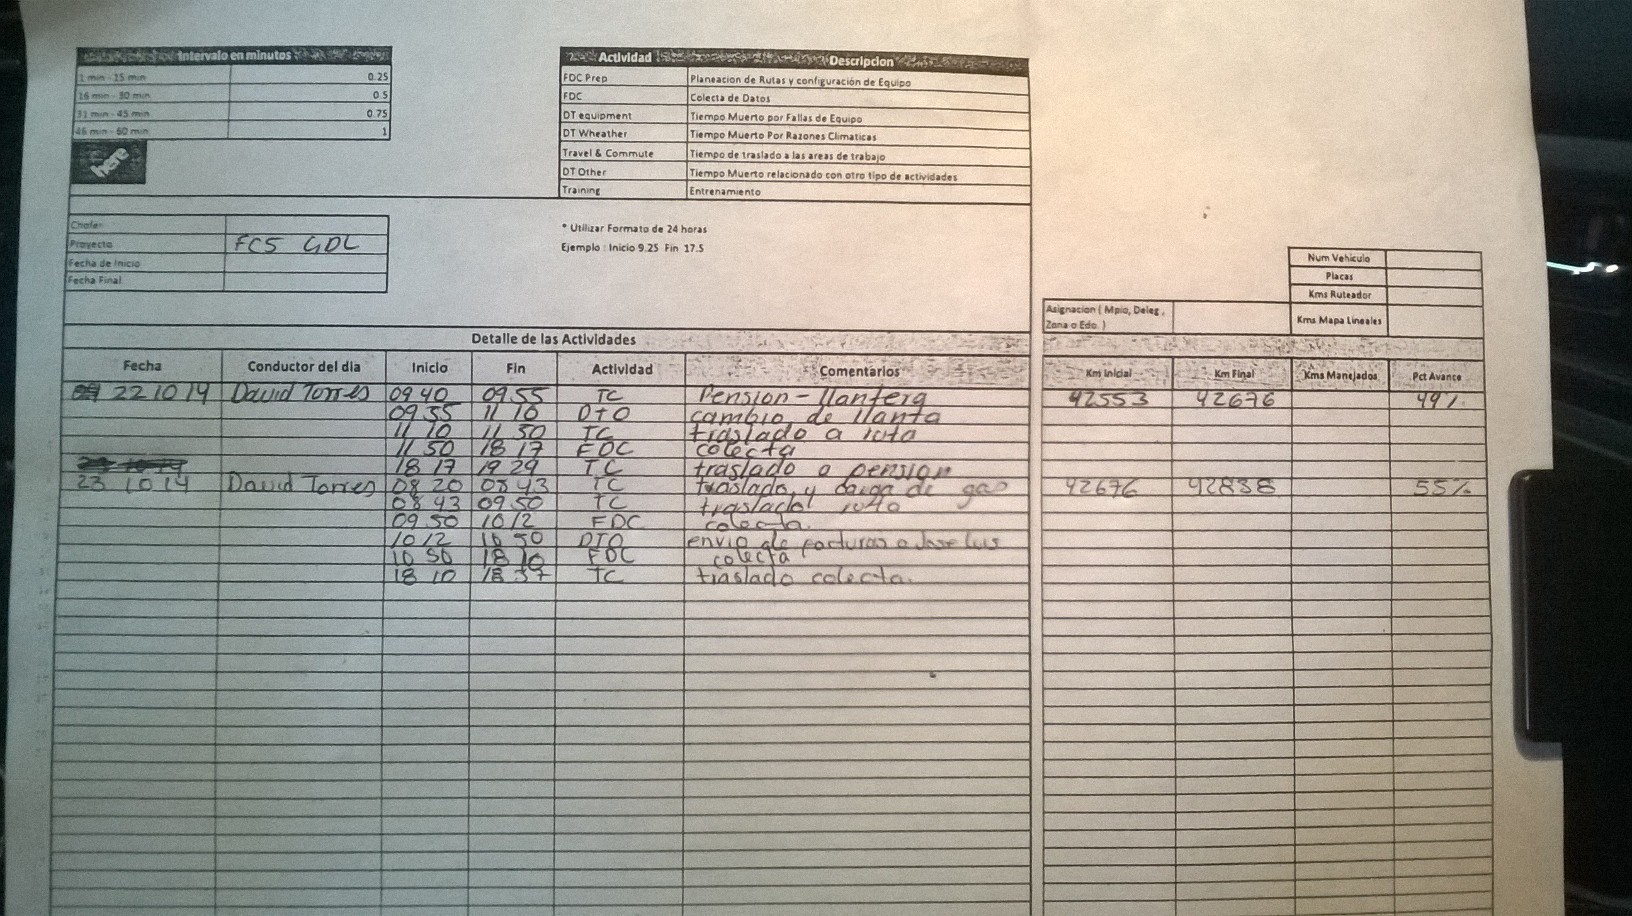 Intervalo en minutos
1 min - 15 min 0.25
16 min - 30 min 0.5
31 min - 45 min 0.75
46 min - 60 min 1
here
Actividad Descripcion
FDC Prep Planeacion de Rutas y configuración de Equipo
FDC Colecta de Datos
DT equipment Tiempo Muerto por Fallas de Equipo
DT Wheather Tiempo Muerto Por Razones Climaticas
Travel & Commute Tiempo de traslado a las areas de trabajo
DT Other Tiempo Muerto relacionado con otro tipo de actividades
Training Entrenamiento
Chofer
Proyecto FCS GDL
Fecha de Inicio
Fecha Final
* Utilizar Formato de 24 horas
Ejemplo : Inicio 9.25 Fin 17.5
Num Vehiculo
Placas
Kms Ruteador
Kms Mapa Lineales
Asignacion ( Mpio, Deleg ,
Zona o Edo. )
Detalle de las Actividades
Fecha Conductor del dia Inicio Fin Actividad Comentarios Km Inicial Km Final Kms Manejados Pct Avance
22 10 14 David Torres 09 40 09 55 TC Pension - llantera 42553 42676 49%
09 55 11 10 DTO cambio de llanta
11 10 11 50 TC traslado a ruta
11 50 18 17 FDC colecta
18 17 19 29 TC traslado a pension
23 10 14 David Torres 08 20 08 43 TC traslado y carga de gas 42676 42838 55%
08 43 09 50 TC traslado ruta
09 50 10 12 FDC colecta.
10 12 10 50 DTO envio de facturas a Jose Luis
10 50 18 10 FDC colecta
18 10 18 37 TC traslado colecta.